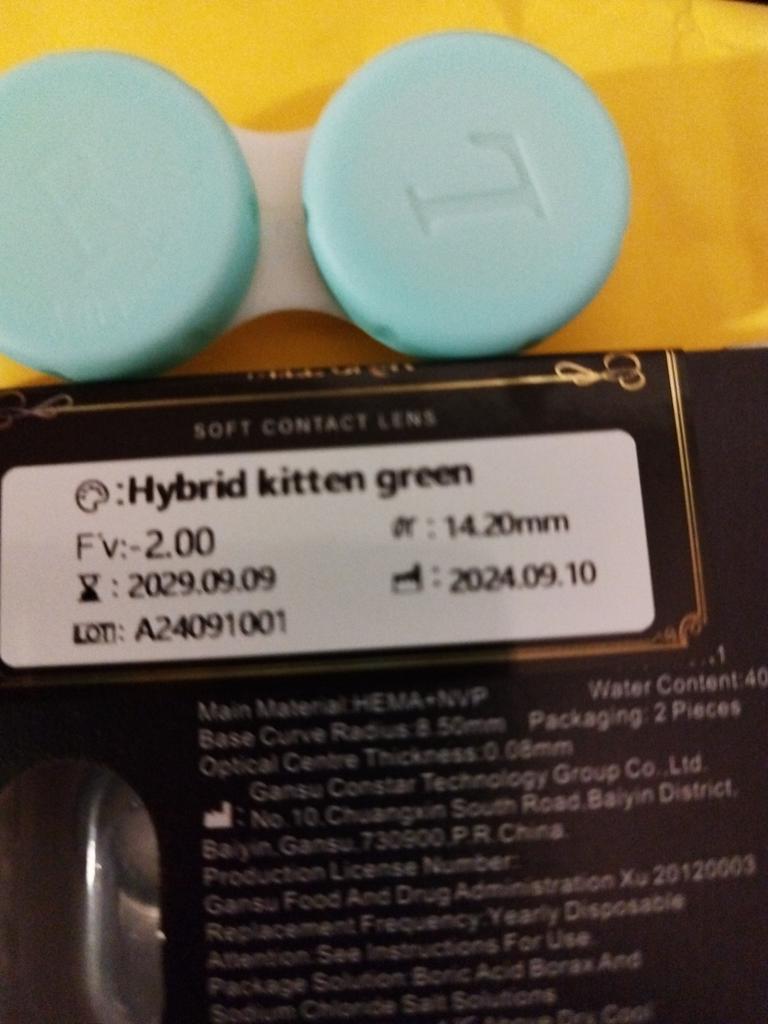 L
SOFT CONTACT LENS
:Hybrid kitten green
FV:-2.00
: 14.20mm
: 2029.09.09
: 2024.09.10
LOT: A24091001
Main Material:HEMA+NVP
Water Content:40
Base Curve Radius:8.50mm Packaging: 2 Pieces
Optical Centre Thickness:0.08mm
Gansu Constar Technology Group Co.,Ltd.
: No.10,Chuangxin South Road,Baiyin District,
Baiyin,Gansu,730900,P.R.China.
Production License Number:
Gansu Food And Drug Administration Xu 20120003
Replacement Frequency:Yearly Disposable
Attention:See Instructions For Use
Package Solution:Boric Acid Borax And
Sodium Chloride Salt Solutions
Dry,Cool